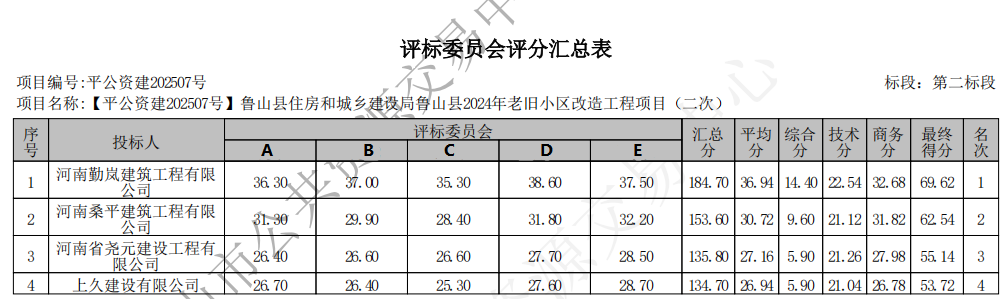 评标委员会评分汇总表
项目编号:平公资建202507号 标段：第二标段
项目名称:【平公资建202507号】鲁山县住房和城乡建设局鲁山县2024年老旧小区改造工程项目（二次）
序号 投标人 评标委员会 汇总分 平均分 综合分 技术分 商务分 最终得分 名次
A B C D E
1 河南勤岚建筑工程有限公司 36.30 37.00 35.30 38.60 37.50 184.70 36.94 14.40 22.54 32.68 69.62 1
2 河南桑平建筑工程有限公司 31.30 29.90 28.40 31.80 32.20 153.60 30.72 9.60 21.12 31.82 62.54 2
3 河南省尧元建设工程有限公司 26.40 26.60 26.60 27.70 28.50 135.80 27.16 5.90 21.26 27.98 55.14 3
4 上久建设有限公司 26.70 26.40 25.30 27.60 28.70 134.70 26.94 5.90 21.04 26.78 53.72 4